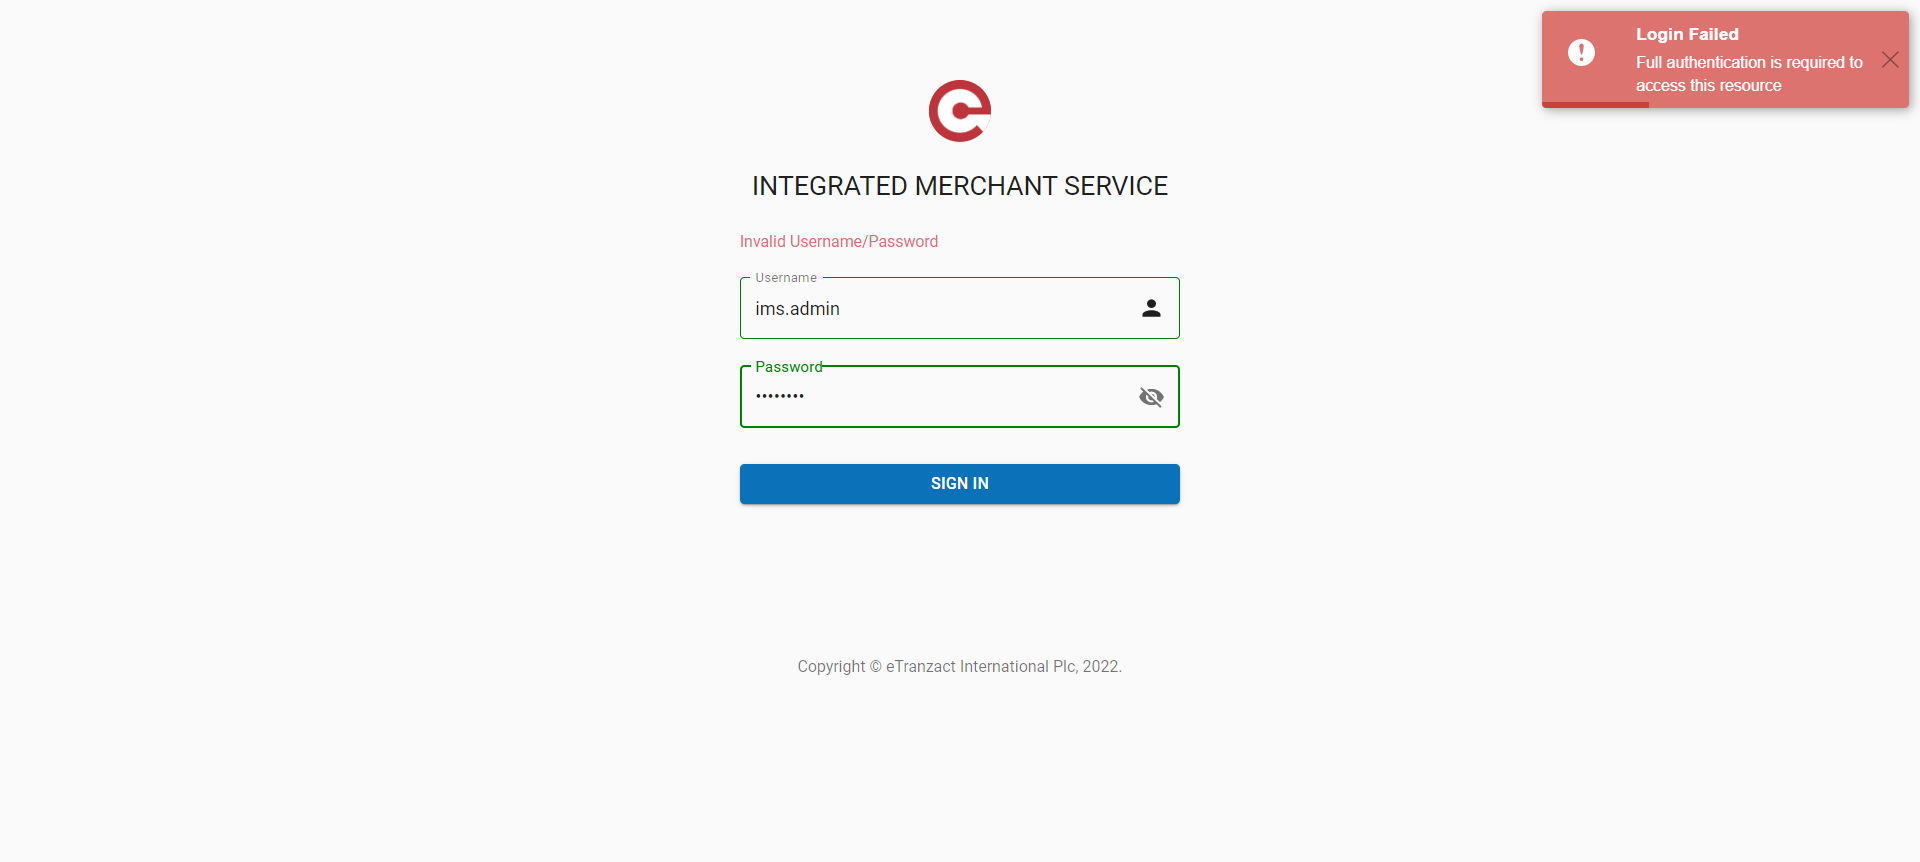 Login Failed
Full authentication is required to
access this resource
INTEGRATED MERCHANT SERVICE
Invalid Username/Password
Username
ims.admin
Password
••••••••
SIGN IN
Copyright © eTranzact International Plc, 2022.